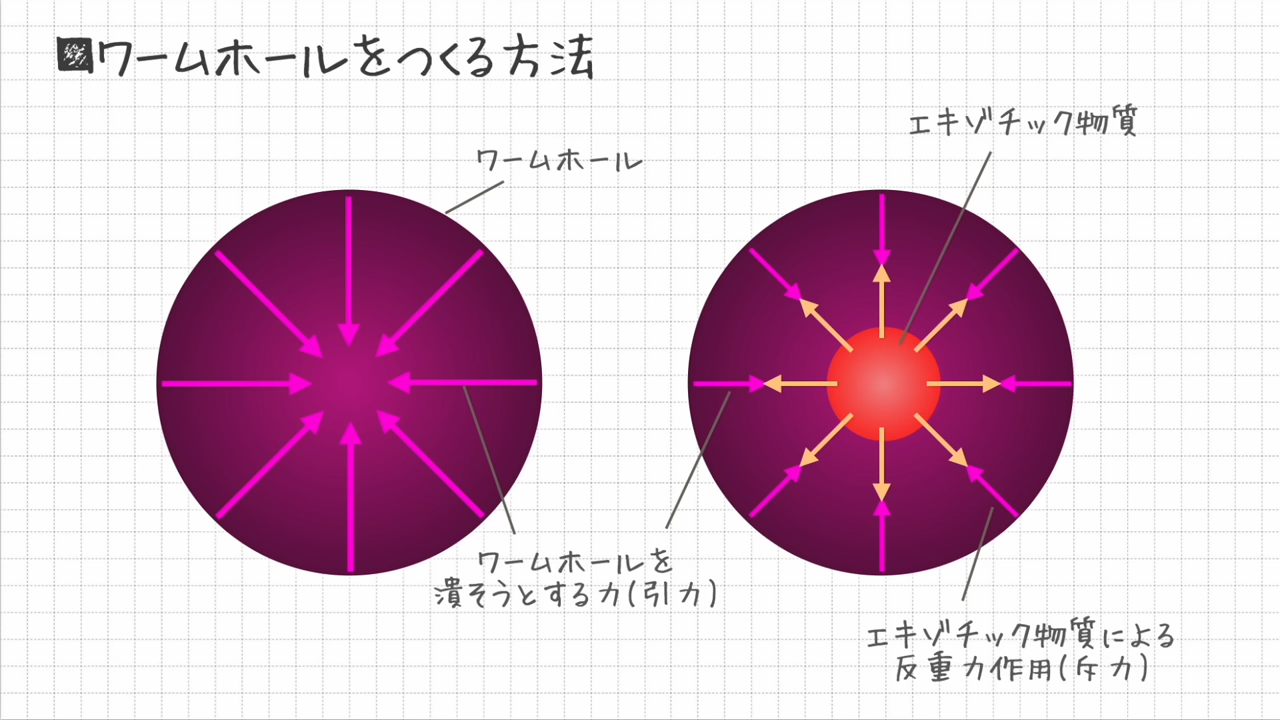 ■ワームホールをつくる方法
エキゾチック物質
ワームホール
ワームホールを
潰そうとする力(引力)
エキゾチック物質による
反重力作用(斥力)